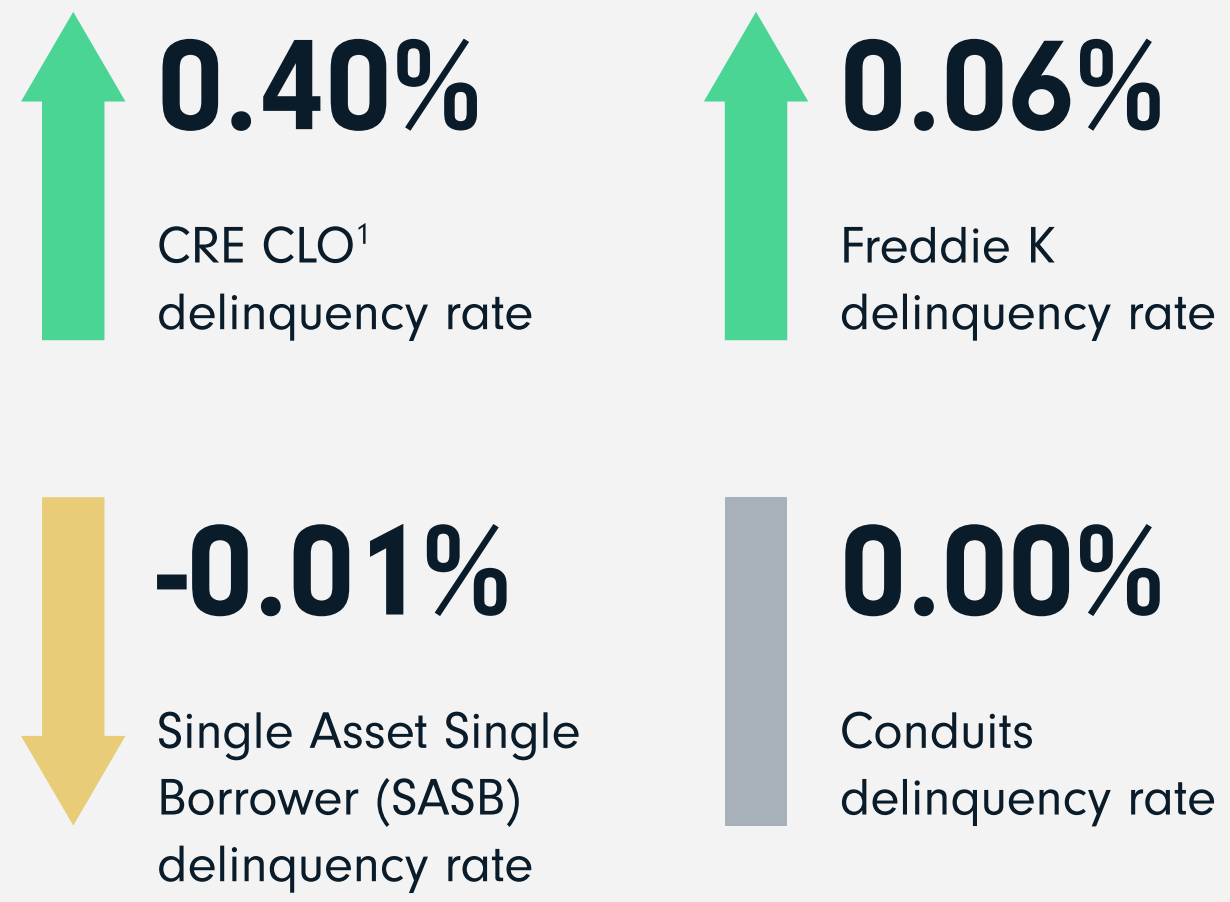 0.40%
CRE CLO¹
delinquency rate
0.06%
Freddie K
delinquency rate
-0.01%
Single Asset Single
Borrower (SASB)
delinquency rate
0.00%
Conduits
delinquency rate